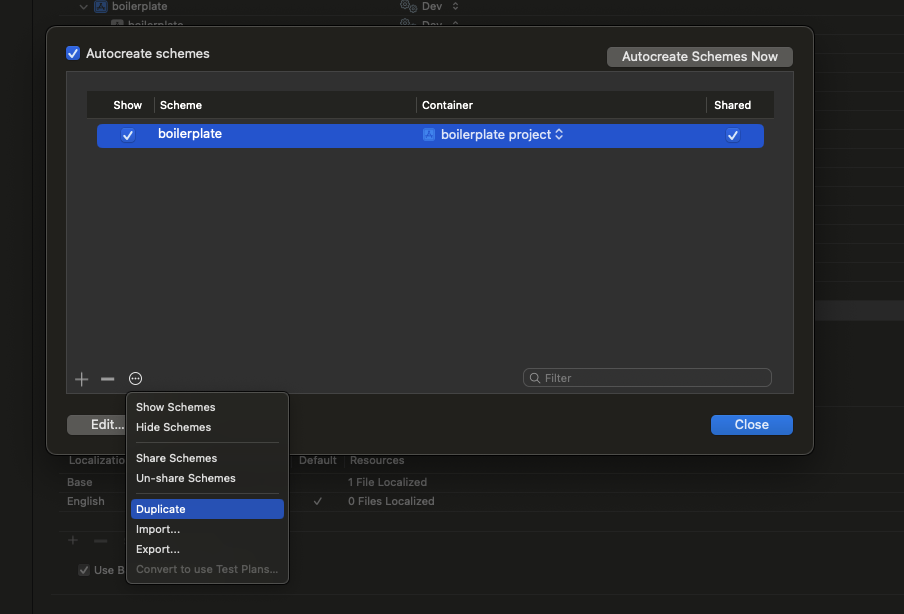 boilerplate Dev
boilerplate Dev
Autocreate schemes
Autocreate Schemes Now
Show Scheme Container Shared
boilerplate boilerplate project
Filter
Edit...
Close
Show Schemes
Hide Schemes
Share Schemes
Un-share Schemes
Duplicate
Import...
Export...
Convert to use Test Plans...
Localizatio Default Resources
Base 1 File Localized
English 0 Files Localized
Use B